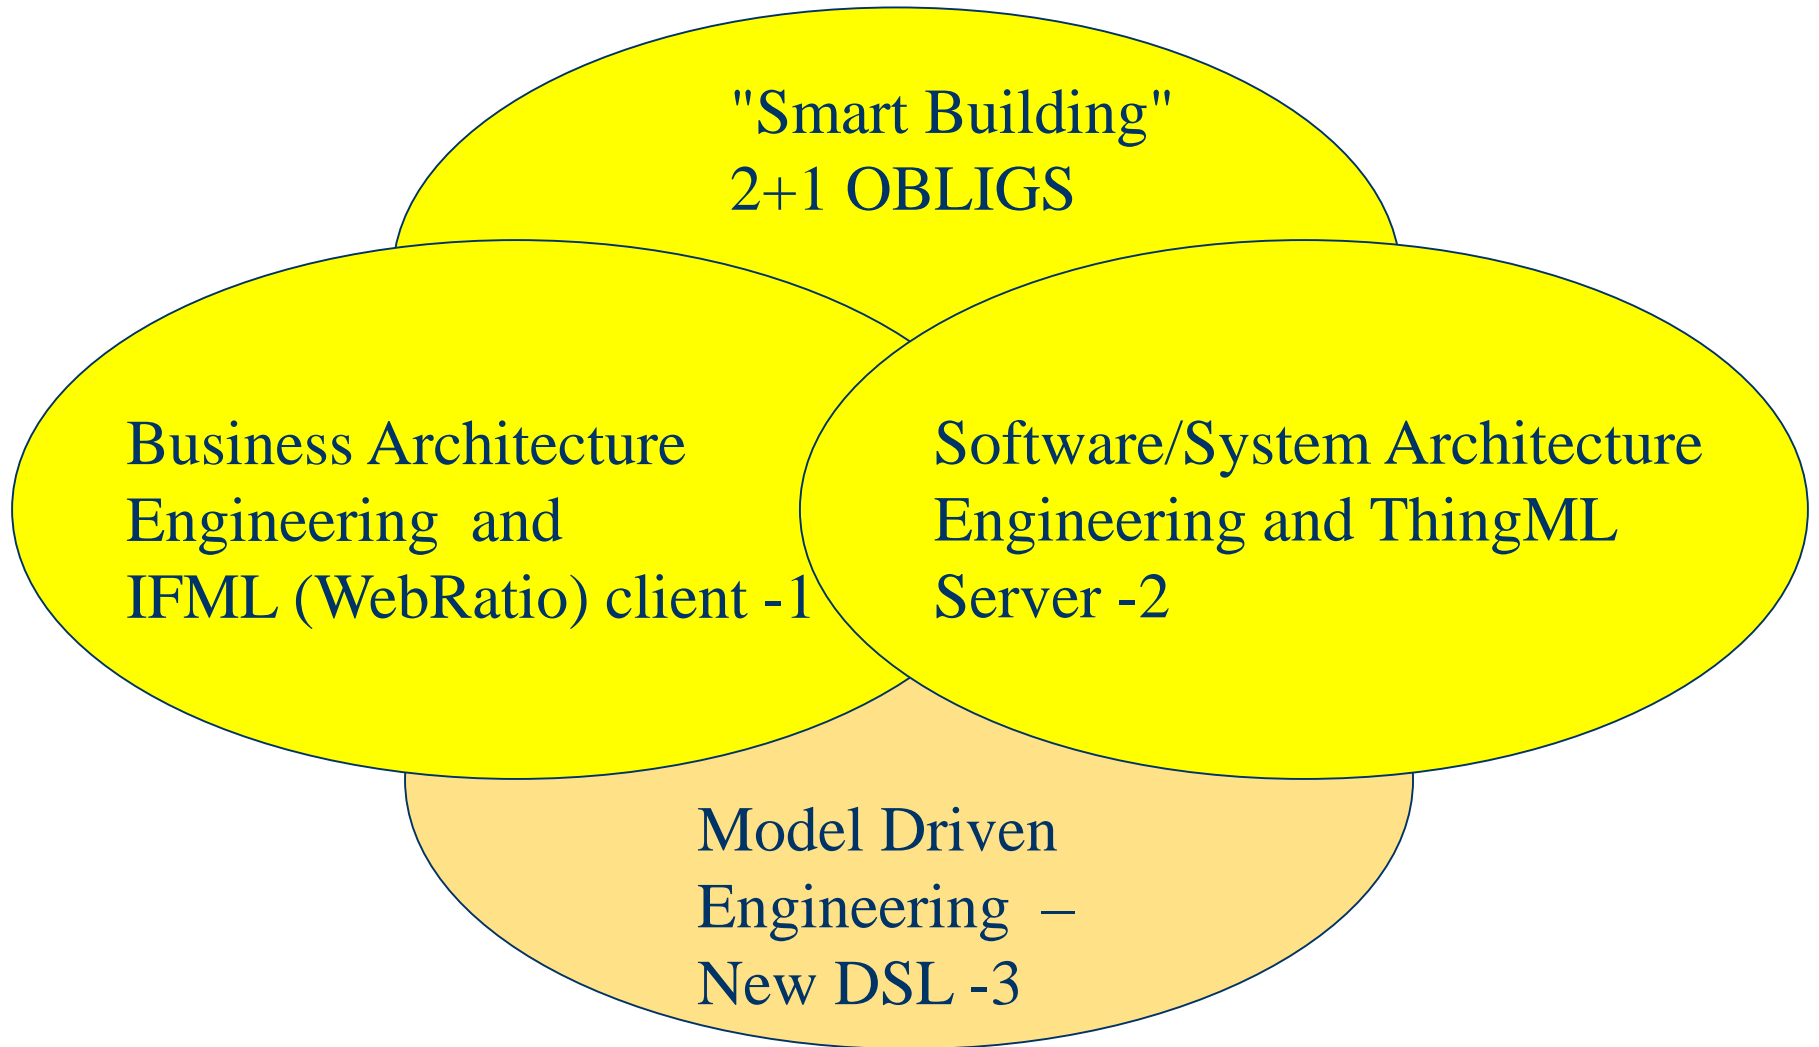 "Smart Building"
2+1 OBLIGS
Business Architecture
Engineering  and
IFML (WebRatio) client -1
Software/System Architecture
Engineering and ThingML
Server -2
Model Driven
Engineering  –
New DSL -3